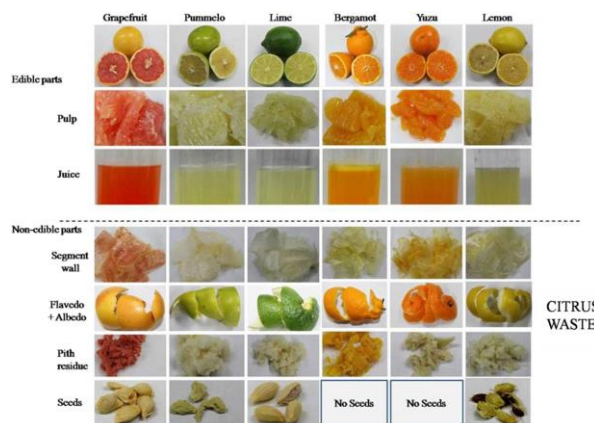 Grapefruit Pummelo Lime Bergamot Yuzu Lemon
Edible parts
Pulp
Juice
Non-edible parts
Segment
wall
Flavedo
+ Albedo
CITRUS
WASTE
Pith
residue
Seeds
No Seeds
No Seeds